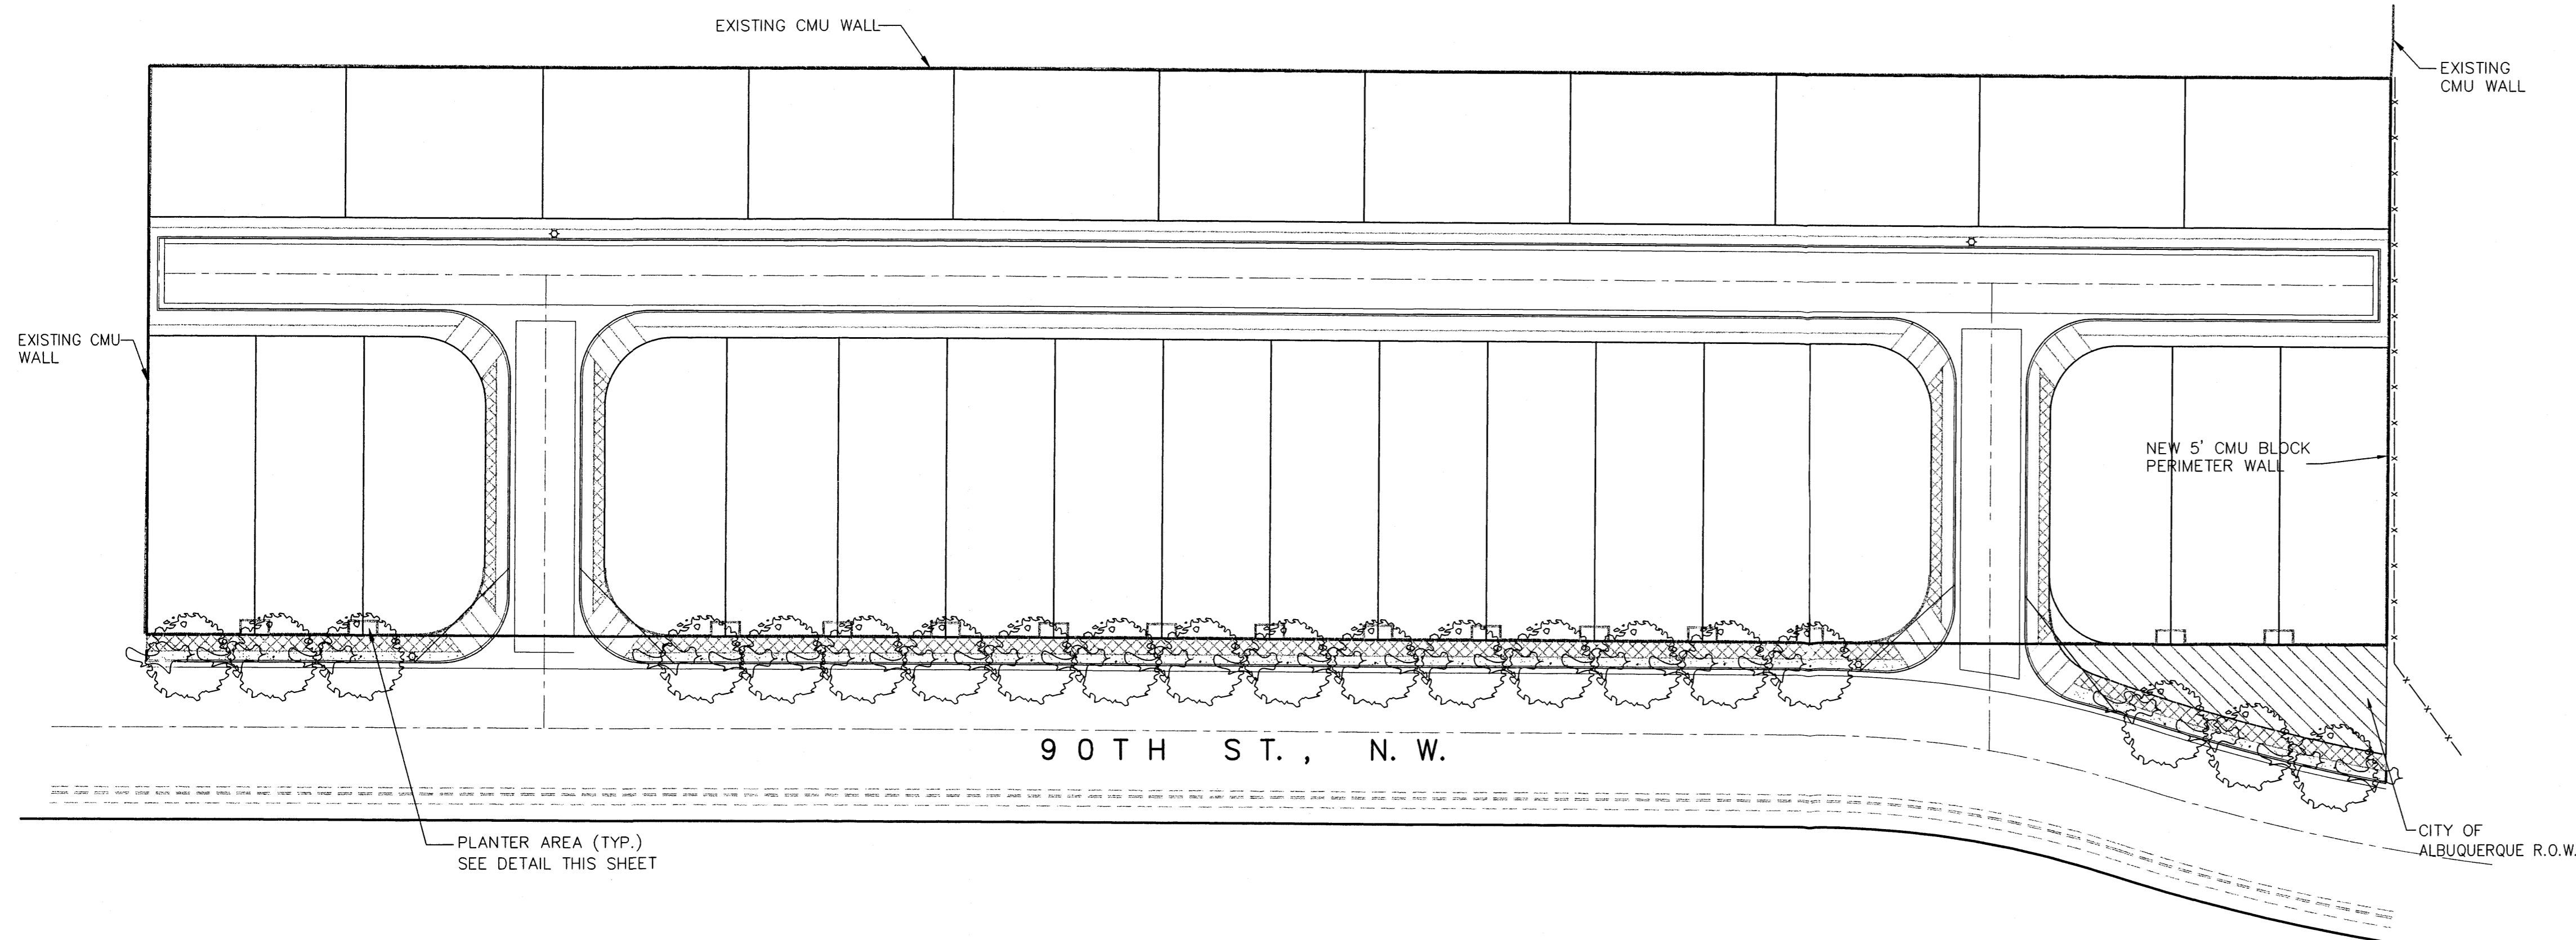 EXISTING CMU WALL
EXISTING
CMU WALL
EXISTING CMU
WALL
NEW 5' CMU BLOCK
PERIMETER WALL
90TH ST., N.W.
PLANTER AREA (TYP.)
SEE DETAIL THIS SHEET
CITY OF
ALBUQUERQUE R.O.W.